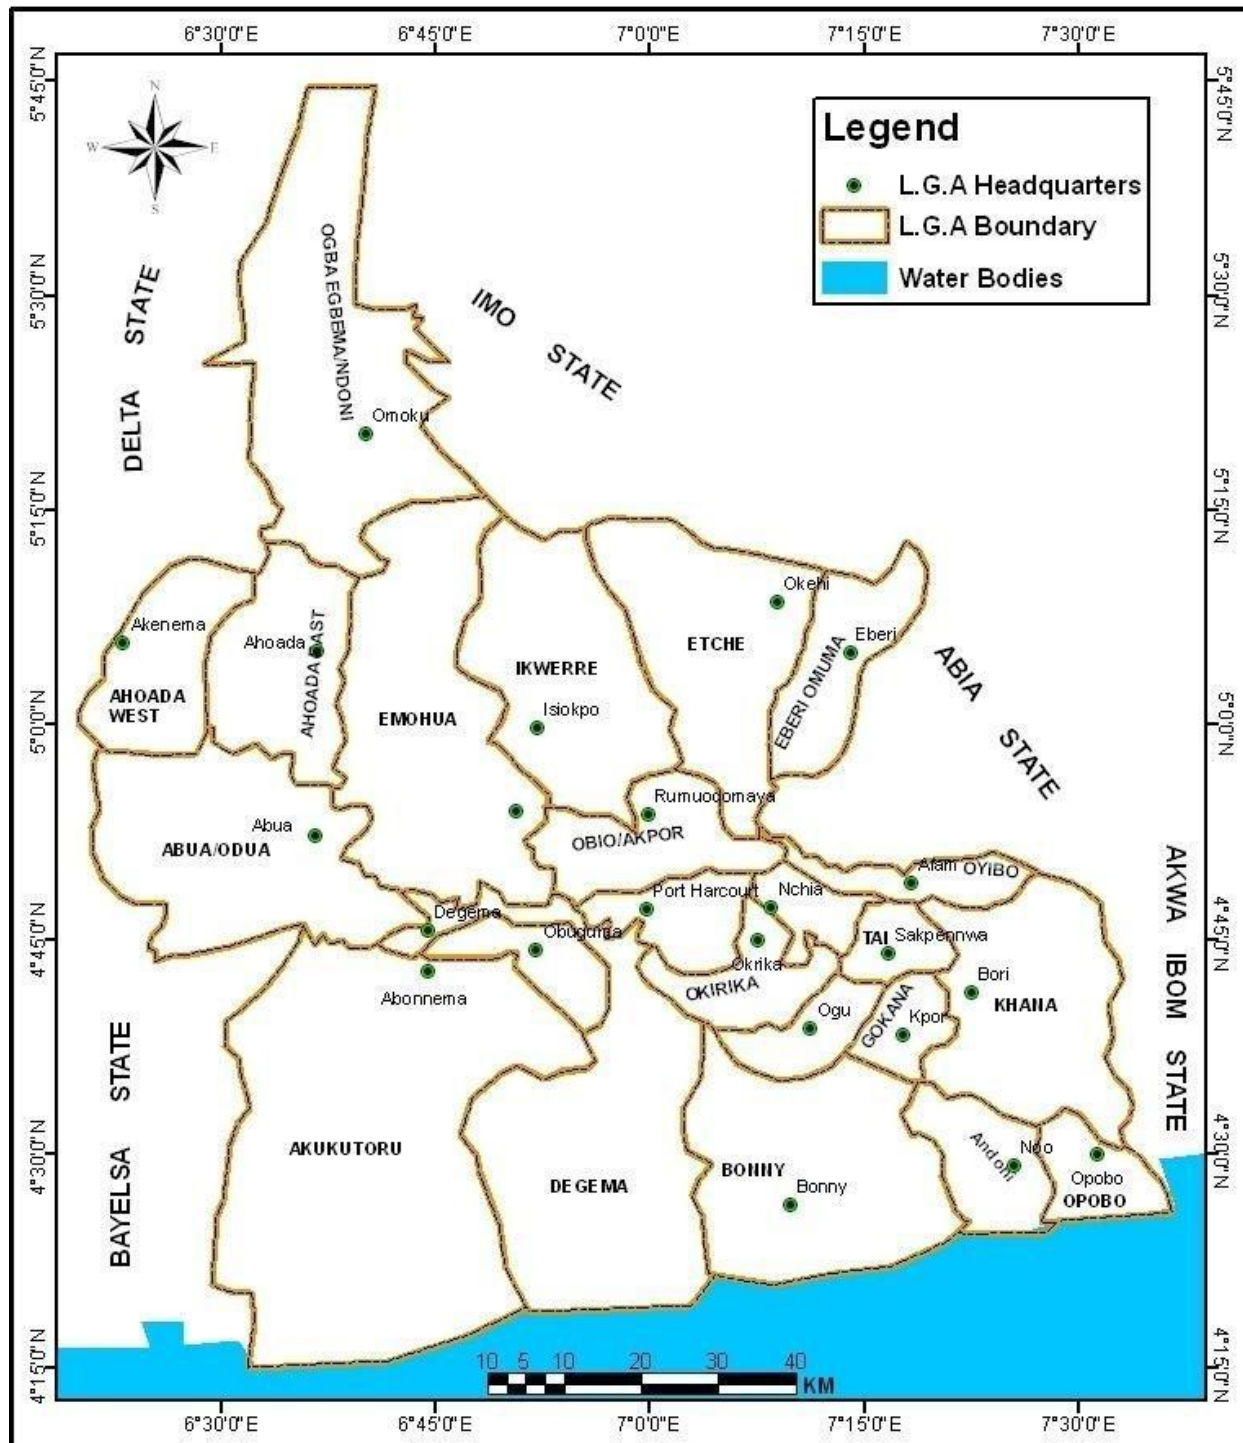 6°30'0"E 6°45'0"E 7°0'0"E 7°15'0"E 7°30'0"E
5°45'0"N
5°45'0"N
N
W E
S
Legend
L.G.A Headquarters
L.G.A Boundary
Water Bodies
OGBA EGBEMA/NDONI
DELTA STATE
IMO STATE
5°30'0"N
5°30'0"N
Omoku
5°15'0"N
5°15'0"N
Okehi
Akenema
Ahoada
AHOADA EAST
ETCHE
Eberi
EBERI OMUMA
ABIA STATE
AHOADA
WEST
IKWERRE
EMOHUA
Isiokpo
5°0'0"N
5°0'0"N
Rumuodomaya
Abua
ABUA/ODUA
OBIO/AKPOR
Afam
OYIBO
AKWA IBOM STATE
Port Harcourt
Nchia
Degema
Obuguma
4°45'0"N
4°45'0"N
TAI
Sakpennwa
Okrika
Abonnema
OKIRIKA
Bori
KHANA
Ogu
GOKANA
Kpor
BAYELSA STATE
AKUKUTORU
DEGEMA
BONNY
Bonny
Andoni
Ndo
4°30'0"N
4°30'0"N
Opobo
OPOBO
4°15'0"N
4°15'0"N
10 5 10 20 30 40
KM
6°30'0"E 6°45'0"E 7°0'0"E 7°15'0"E 7°30'0"E